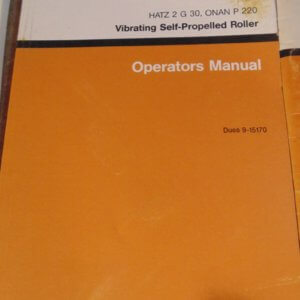 HATZ 2 G 30, ONAN P 220
Vibrating Self-Propelled Roller
Operators Manual
Dues 9-15170